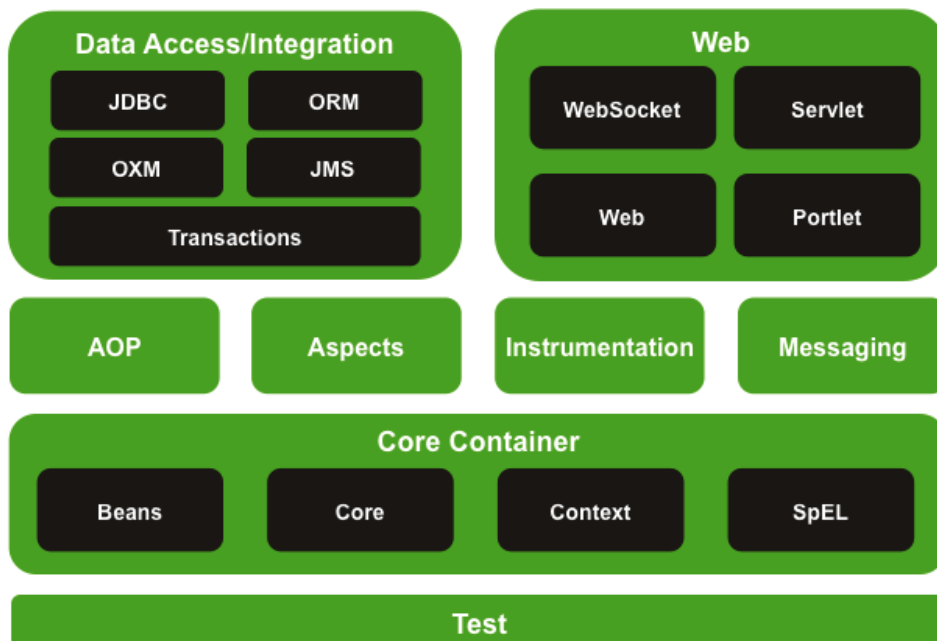 Data Access/Integration
JDBC
ORM
OXM
JMS
Transactions
Web
WebSocket
Servlet
Web
Portlet
AOP
Aspects
Instrumentation
Messaging
Core Container
Beans
Core
Context
SpEL
Test